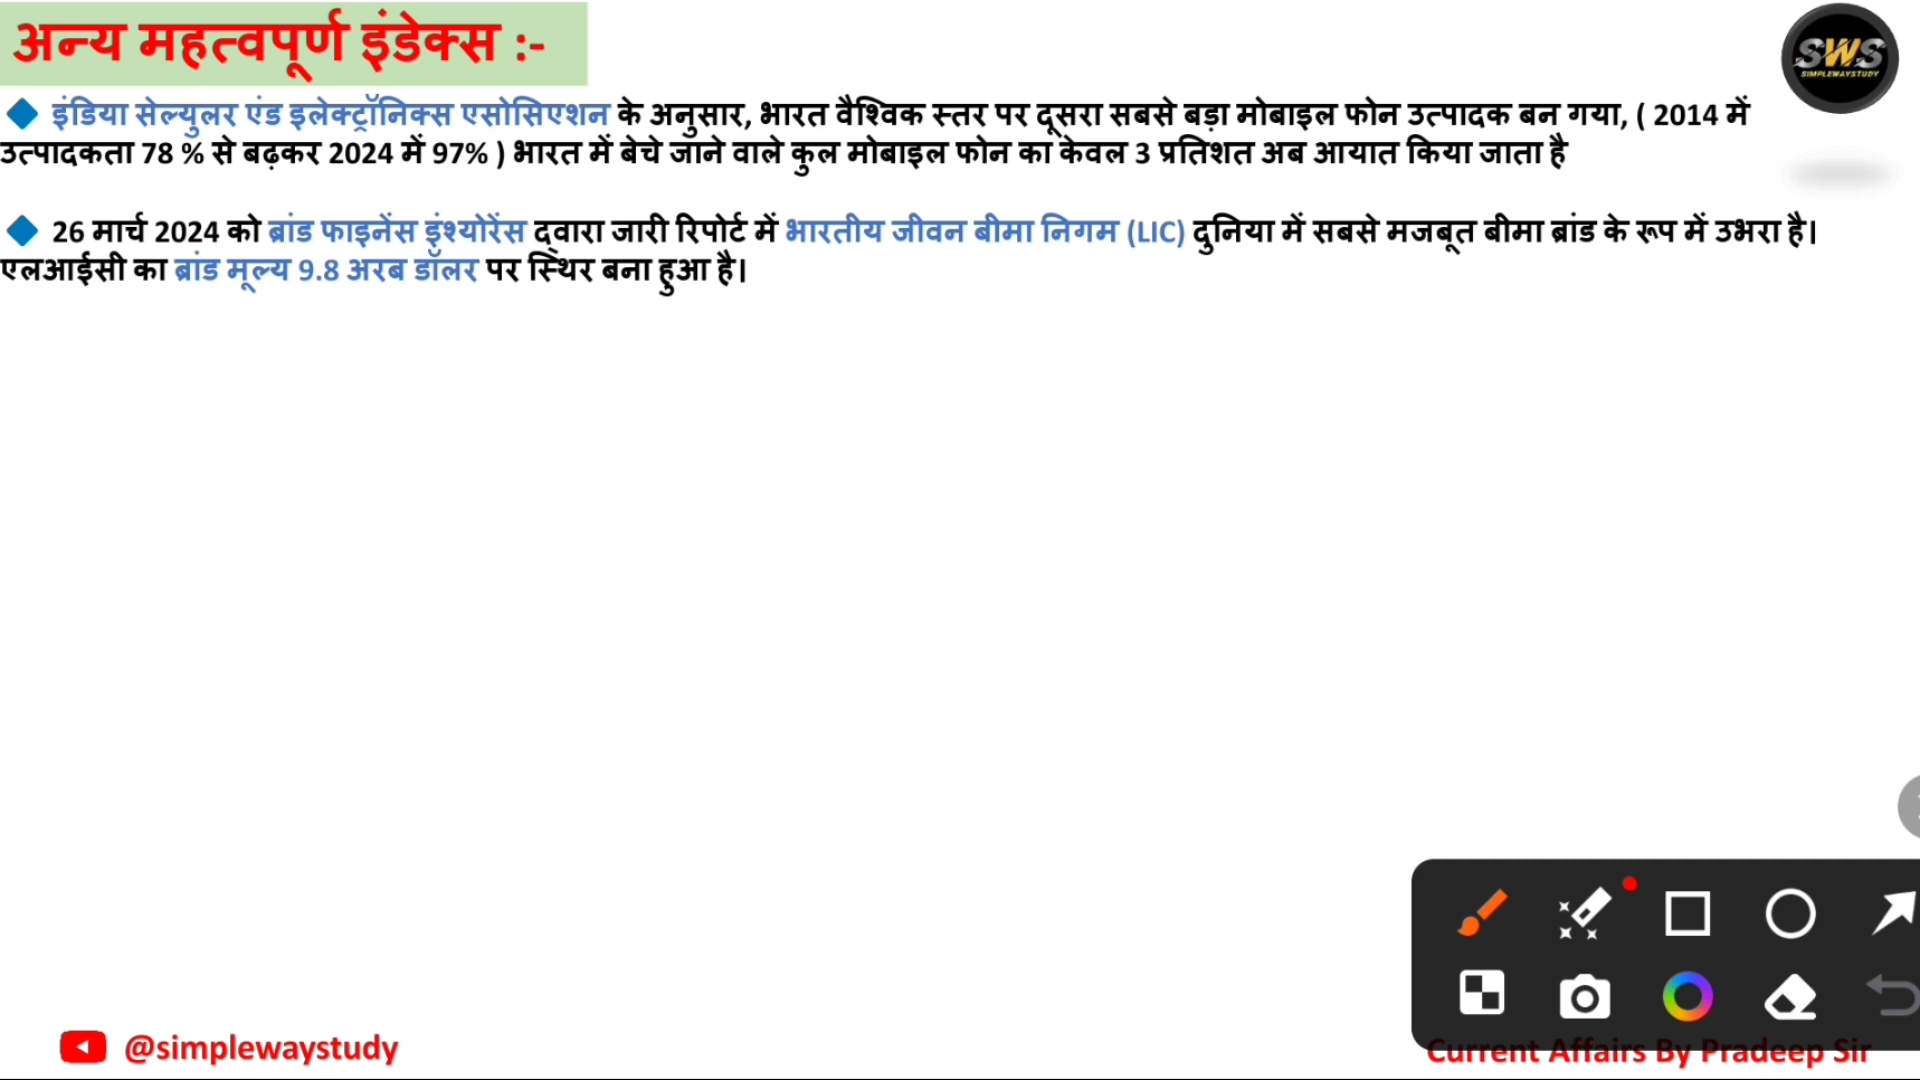 अन्य महत्वपूर्ण इंडेक्स :-
SWS
SIMPLEWAYSTUDY
इंडिया सेल्युलर एंड इलेक्ट्रॉनिक्स एसोसिएशन के अनुसार, भारत वैश्विक स्तर पर दूसरा सबसे बड़ा मोबाइल फोन उत्पादक बन गया, ( 2014 में
उत्पादकता 78 % से बढ़कर 2024 में 97% ) भारत में बेचे जाने वाले कुल मोबाइल फोन का केवल 3 प्रतिशत अब आयात किया जाता है
26 मार्च 2024 को ब्रांड फाइनेंस इंश्योरेंस द्वारा जारी रिपोर्ट में भारतीय जीवन बीमा निगम (LIC) दुनिया में सबसे मजबूत बीमा ब्रांड के रूप में उभरा है।
एलआईसी का ब्रांड मूल्य 9.8 अरब डॉलर पर स्थिर बना हुआ है।
@simplewaystudy
Current Affairs By Pradeep Sir